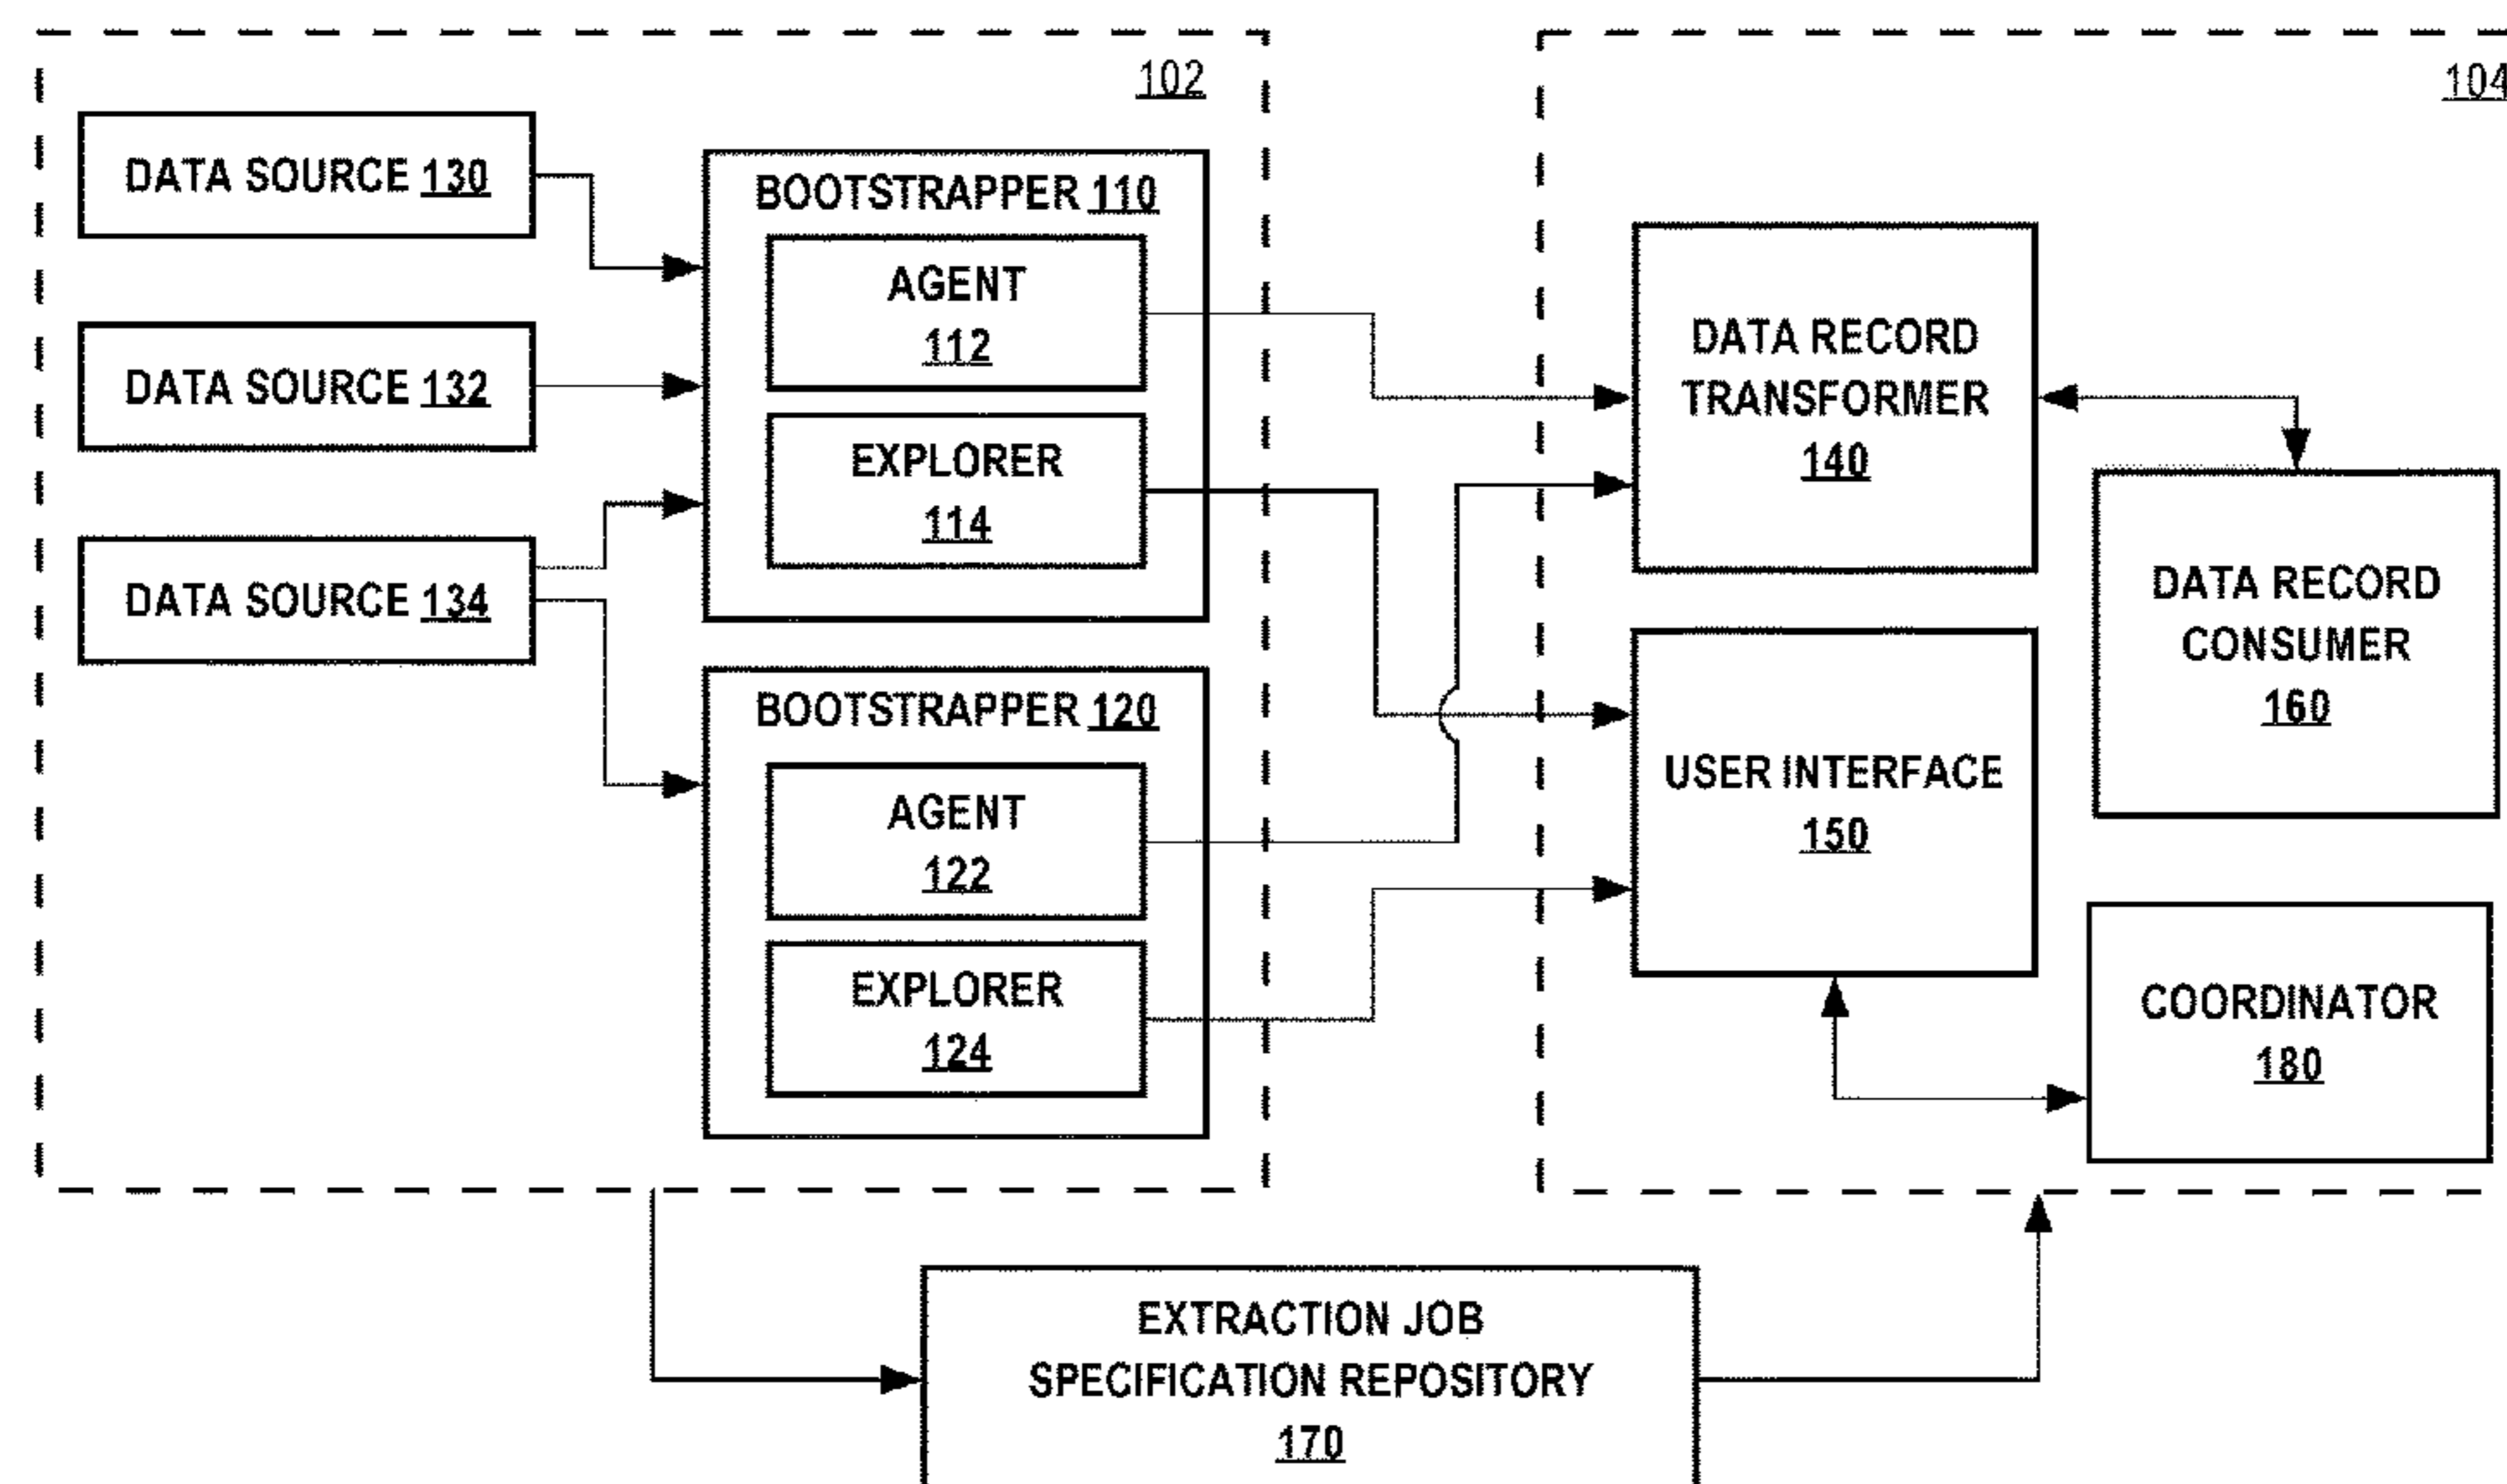 102
DATA SOURCE 130
DATA SOURCE 132
DATA SOURCE 134
BOOTSTRAPPER 110
AGENT
112
EXPLORER
114
BOOTSTRAPPER 120
AGENT
122
EXPLORER
124
104
DATA RECORD
TRANSFORMER
140
USER INTERFACE
150
DATA RECORD
CONSUMER
160
COORDINATOR
180
EXTRACTION JOB
SPECIFICATION REPOSITORY
170